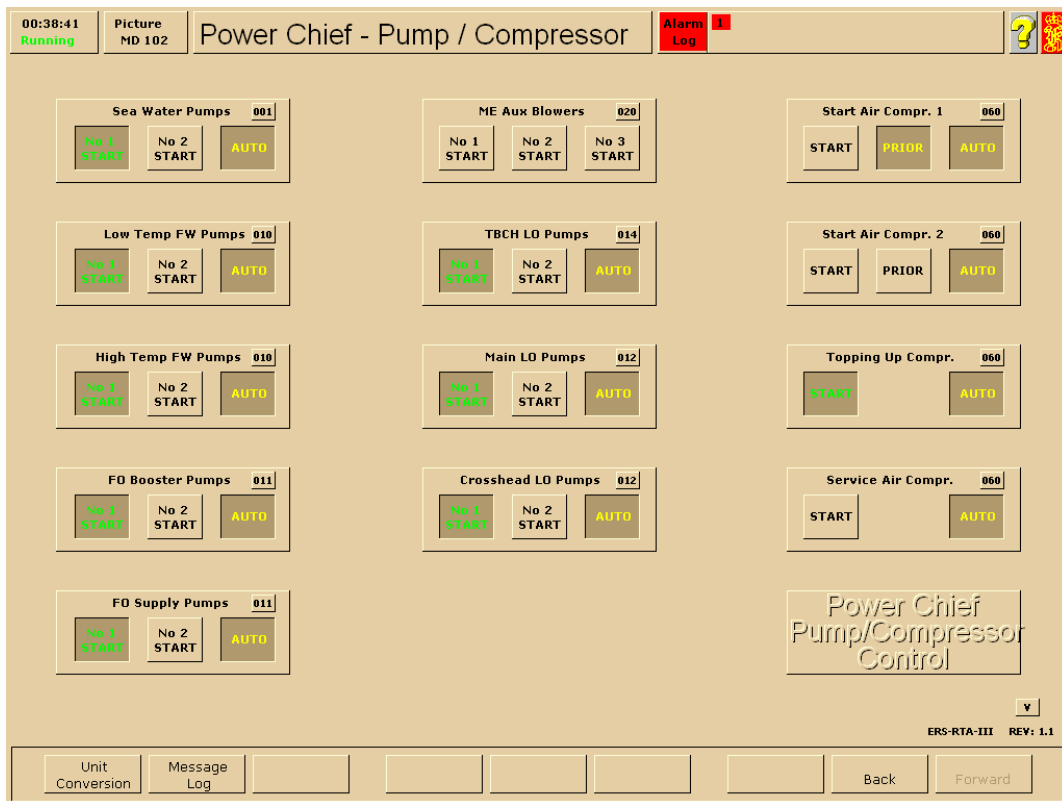 00:38:41
Running
Picture
MD 102
Power Chief - Pump / Compressor
Alarm
Log
1
?
Sea Water Pumps 001
No 1
START
No 2
START
AUTO
ME Aux Blowers 020
No 1
START
No 2
START
No 3
START
Start Air Compr. 1 060
START
PRIOR
AUTO
Low Temp FW Pumps 010
No 1
START
No 2
START
AUTO
TBCH LO Pumps 014
No 1
START
No 2
START
AUTO
Start Air Compr. 2 060
START
PRIOR
AUTO
High Temp FW Pumps 010
No 1
START
No 2
START
AUTO
Main LO Pumps 012
No 1
START
No 2
START
AUTO
Topping Up Compr. 060
START
AUTO
FO Booster Pumps 011
No 1
START
No 2
START
AUTO
Crosshead LO Pumps 012
No 1
START
No 2
START
AUTO
Service Air Compr. 060
START
AUTO
FO Supply Pumps 011
No 1
START
No 2
START
AUTO
Power Chief
Pump/Compressor
Control
ERS-RTA-III REV: 1.1
Unit
Conversion
Message
Log
Back
Forward